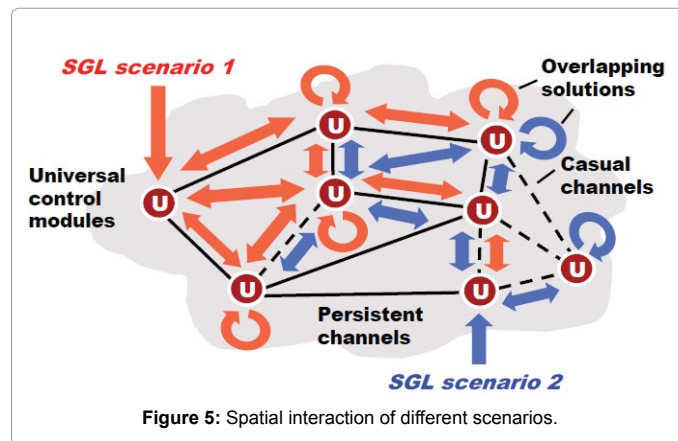 SGL scenario 1
Overlapping
solutions
U
U
Casual
channels
Universal
control
modules
U
U
U
U
U
U
Persistent
channels
SGL scenario 2
Figure 5: Spatial interaction of different scenarios.